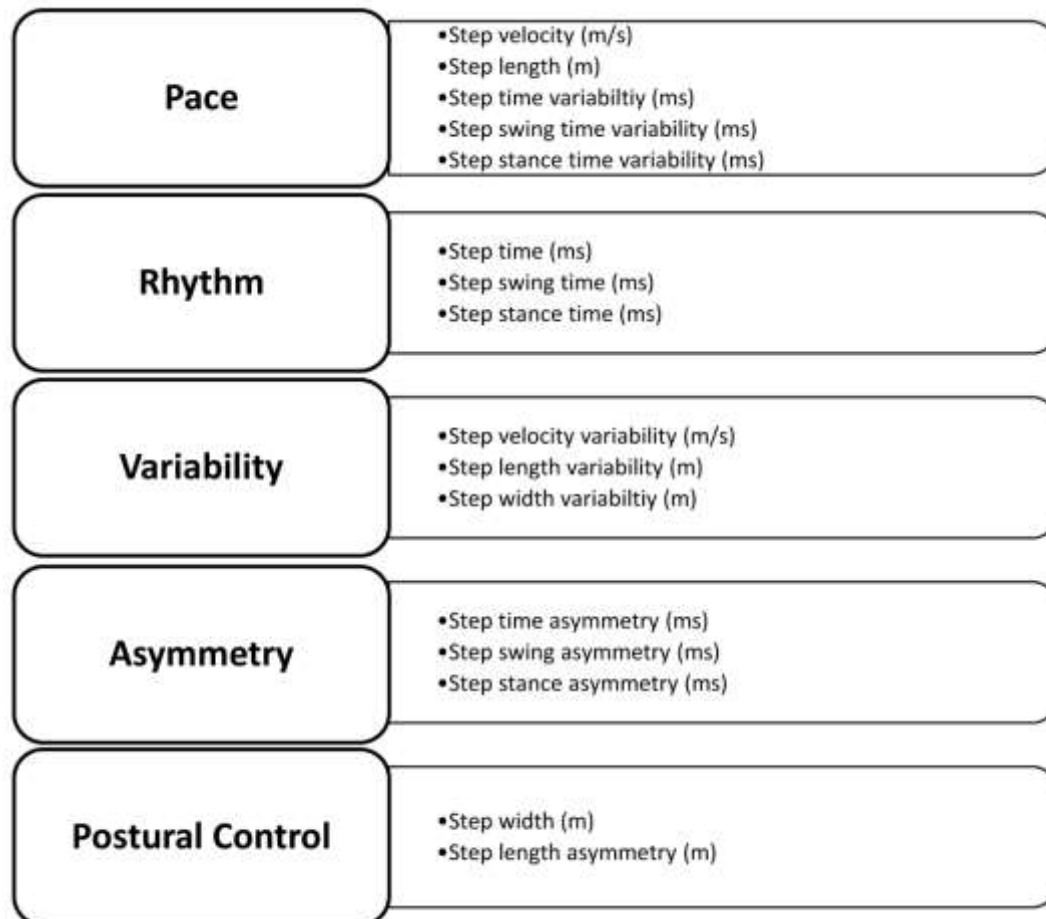 Pace
•Step velocity (m/s)
•Step length (m)
•Step time variabiltiy (ms)
•Step swing time variability (ms)
•Step stance time variability (ms)
Rhythm
•Step time (ms)
•Step swing time (ms)
•Step stance time (ms)
Variability
•Step velocity variability (m/s)
•Step length variability (m)
•Step width variabiltiy (m)
Asymmetry
•Step time asymmetry (ms)
•Step swing asymmetry (ms)
•Step stance asymmetry (ms)
Postural Control
•Step width (m)
•Step length asymmetry (m)